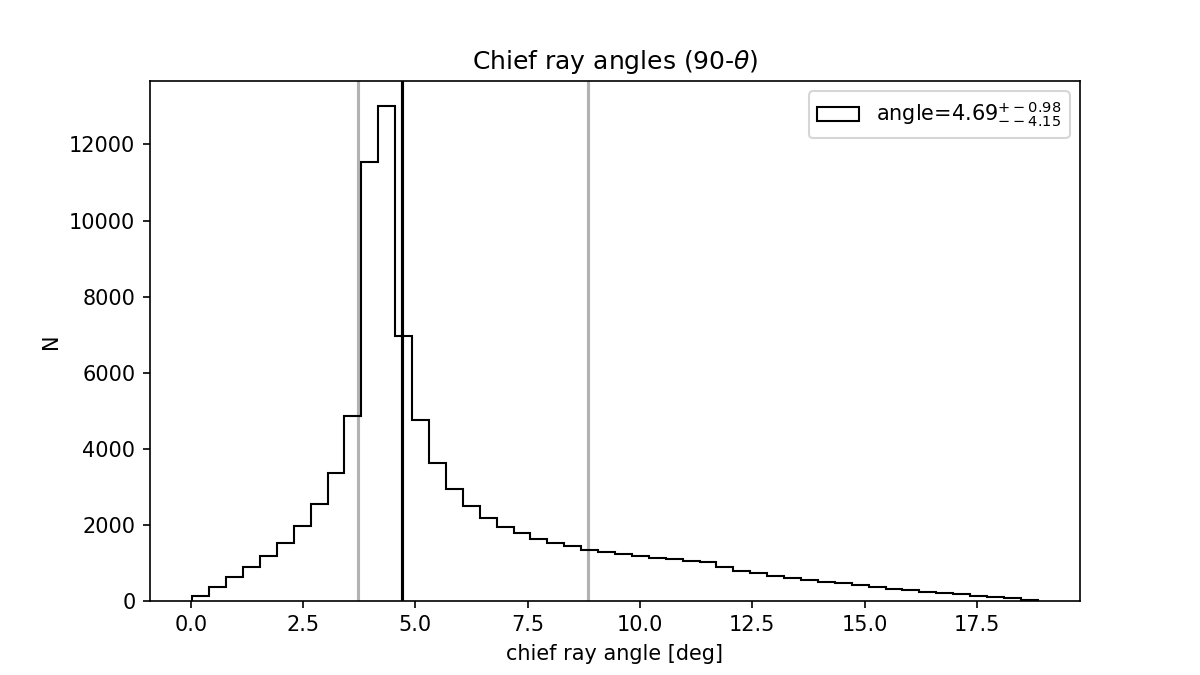 Chief ray angles (90-θ)
angle=4.69^{+−0.98}_{−−4.15}
N
12000
10000
8000
6000
4000
2000
0
0.0 2.5 5.0 7.5 10.0 12.5 15.0 17.5
chief ray angle [deg]